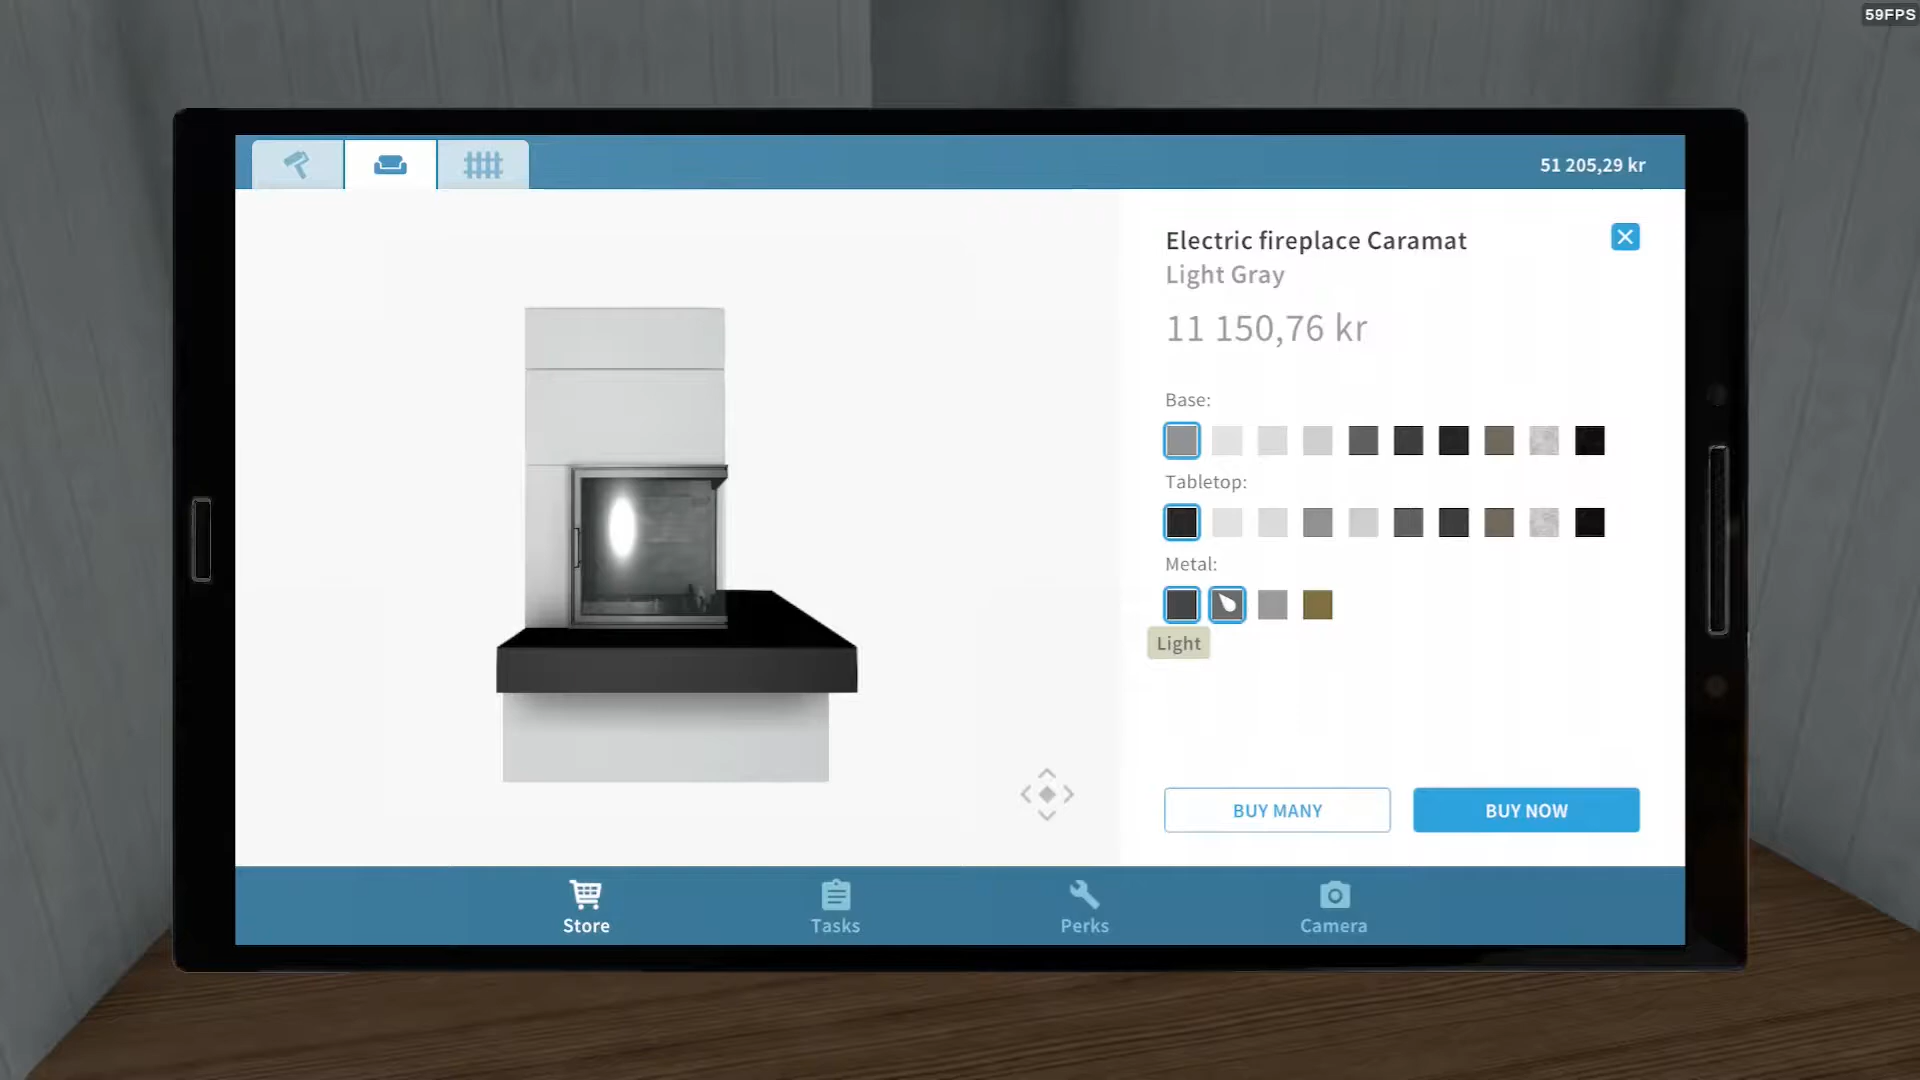 59FPS
51 205,29 kr
Electric fireplace Caramat
Light Gray
11 150,76 kr
Base:
Tabletop:
Metal:
Light
BUY MANY
BUY NOW
Store
Tasks
Perks
Camera